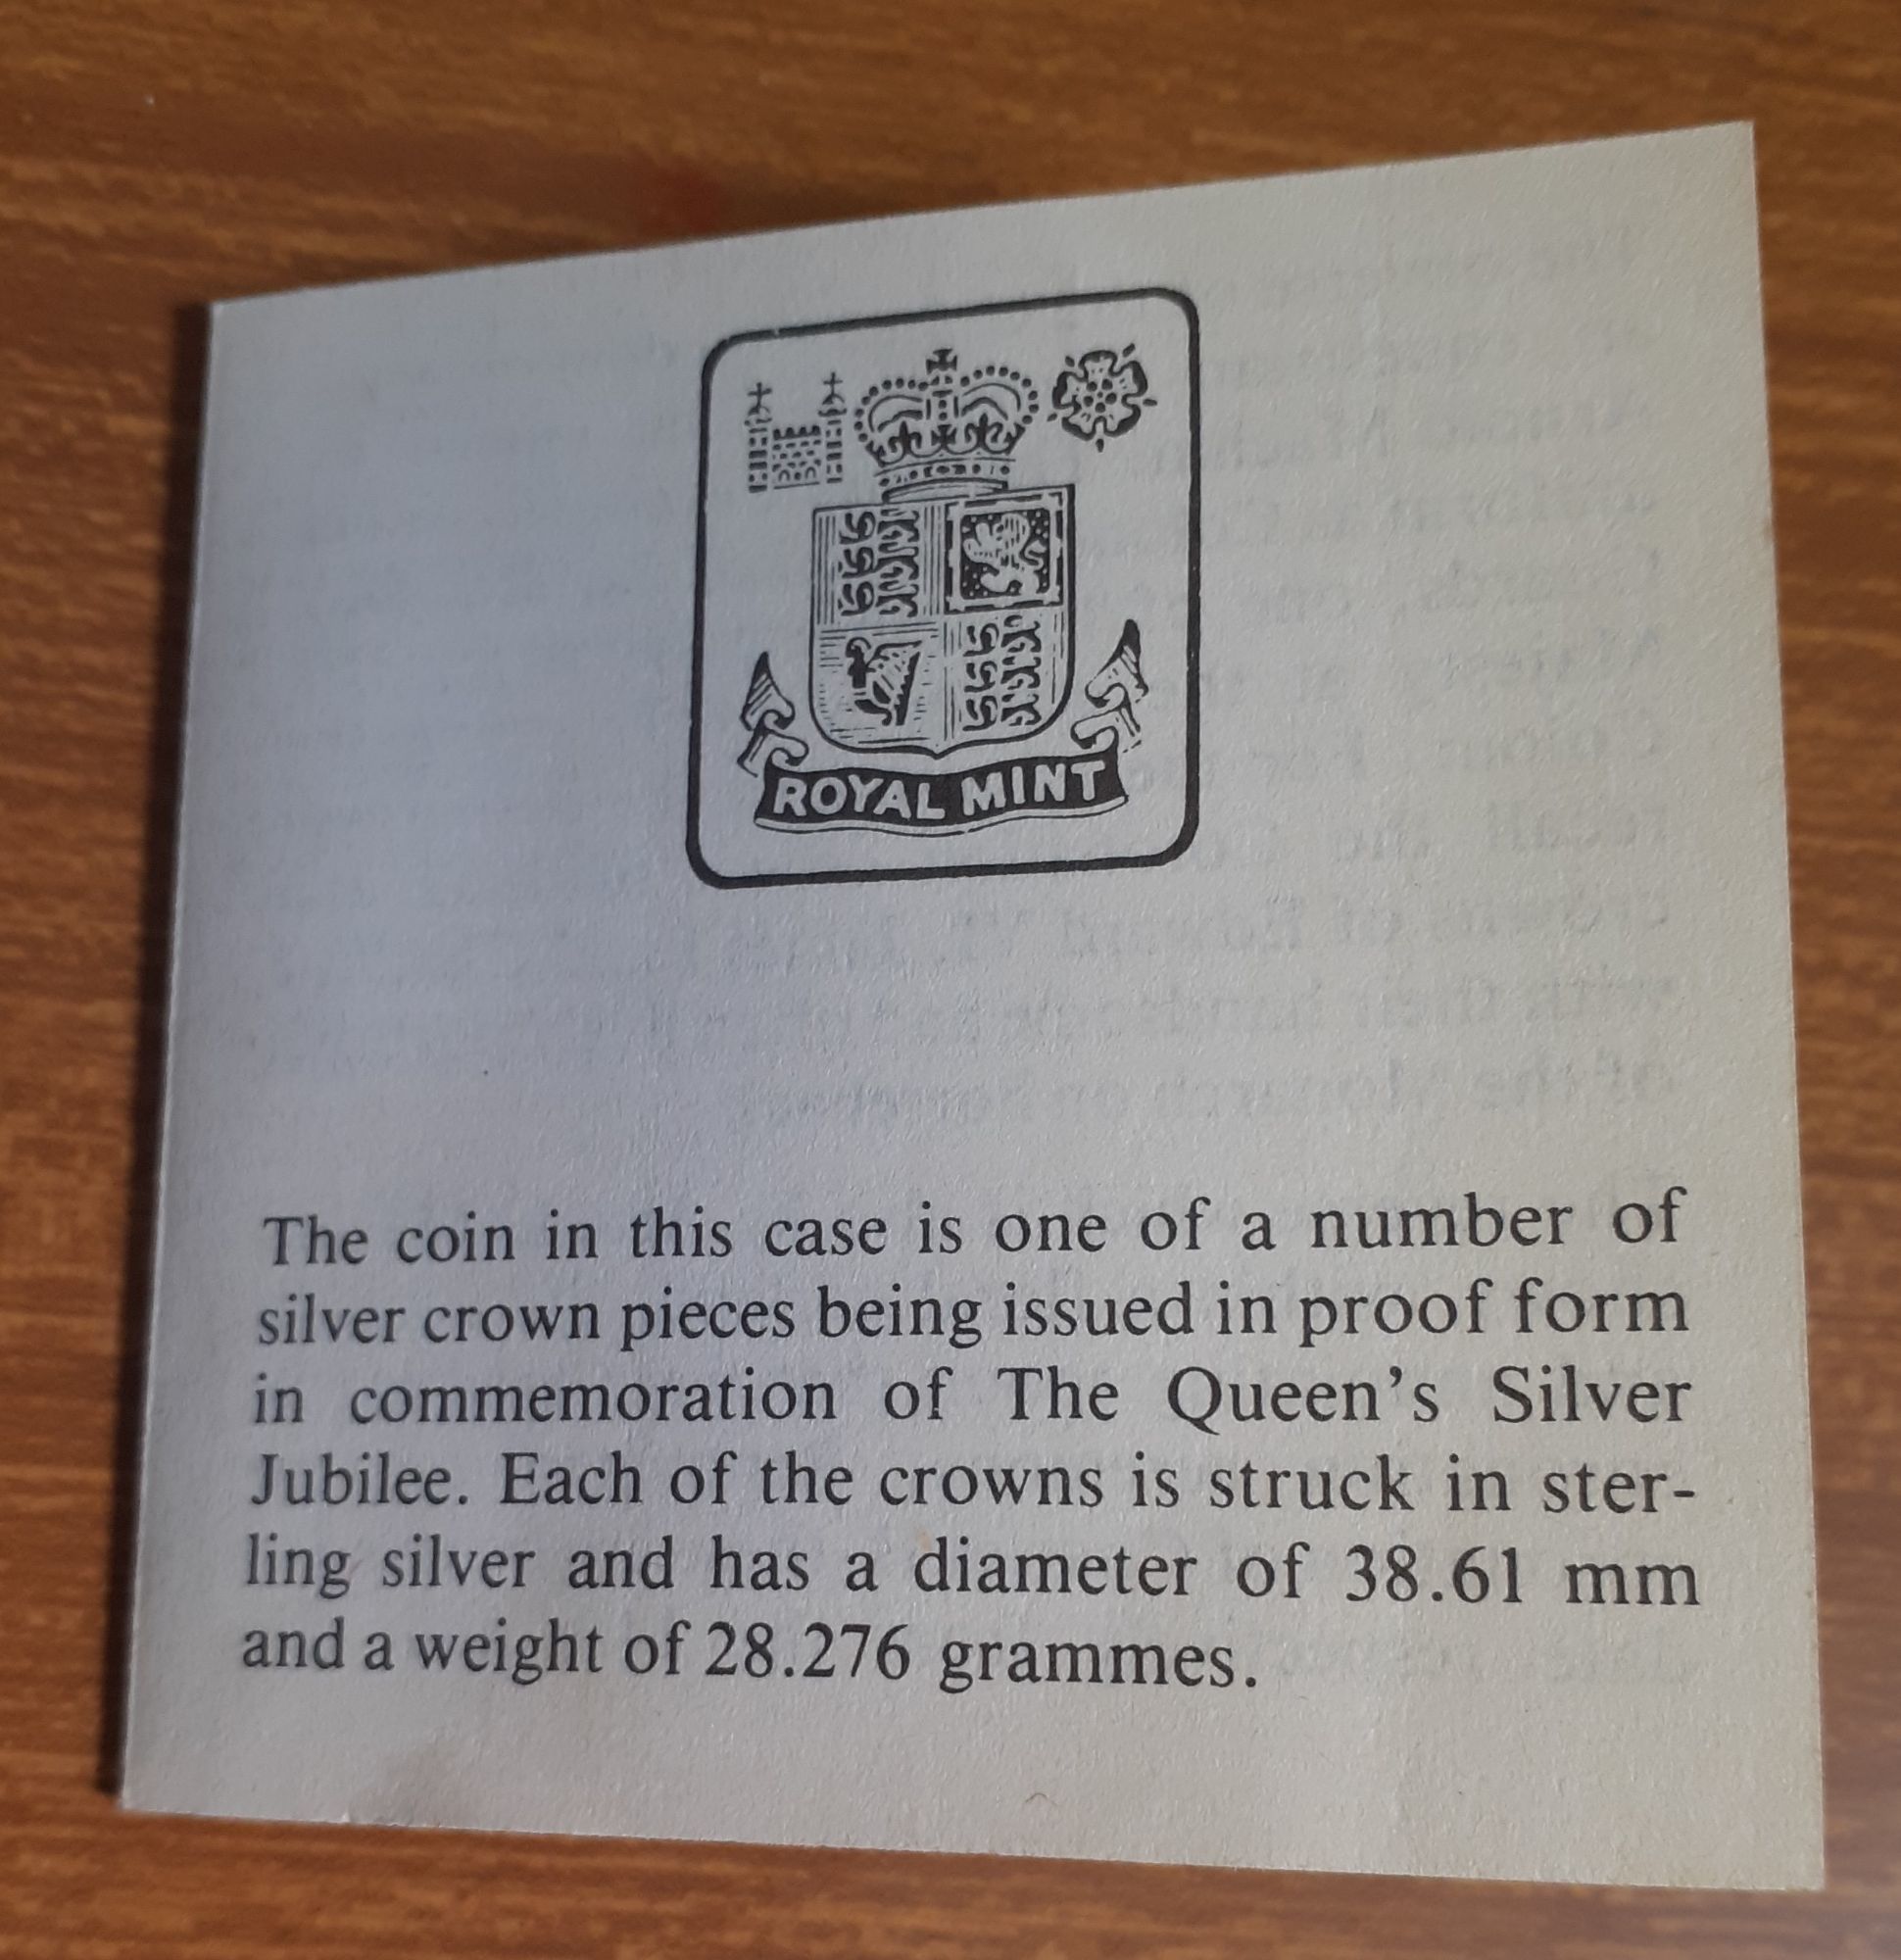 ROYAL MINT
The coin in this case is one of a number of
silver crown pieces being issued in proof form
in commemoration of The Queen's Silver
Jubilee. Each of the crowns is struck in ster-
ling silver and has a diameter of 38.61 mm
and a weight of 28.276 grammes.